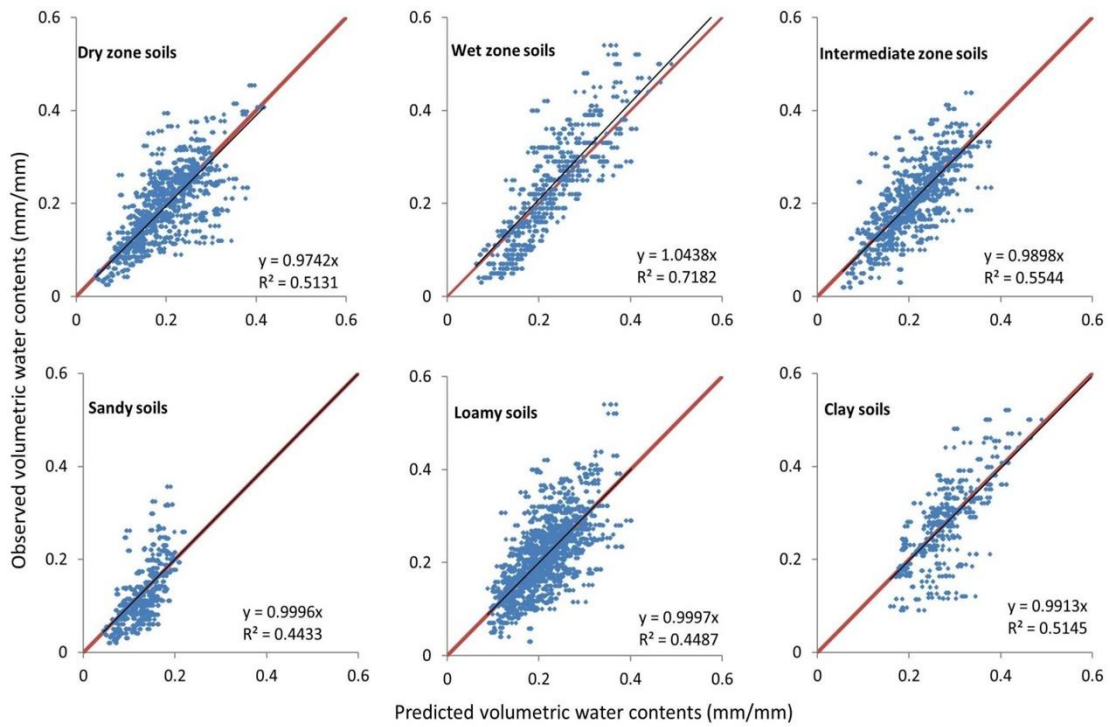 Observed volumetric water contents (mm/mm)
0.6
0.4
0.2
0
0 0.2 0.4 0.6
Dry zone soils
y = 0.9742x
R² = 0.5131
0.6
0.4
0.2
0
0 0.2 0.4 0.6
Wet zone soils
y = 1.0438x
R² = 0.7182
0.6
0.4
0.2
0
0 0.2 0.4 0.6
Intermediate zone soils
y = 0.9898x
R² = 0.5544
0.6
0.4
0.2
0
0 0.2 0.4 0.6
Sandy soils
y = 0.9996x
R² = 0.4433
0.6
0.4
0.2
0
0 0.2 0.4 0.6
Loamy soils
y = 0.9997x
R² = 0.4487
0.6
0.4
0.2
0
0 0.2 0.4 0.6
Clay soils
y = 0.9913x
R² = 0.5145
Predicted volumetric water contents (mm/mm)